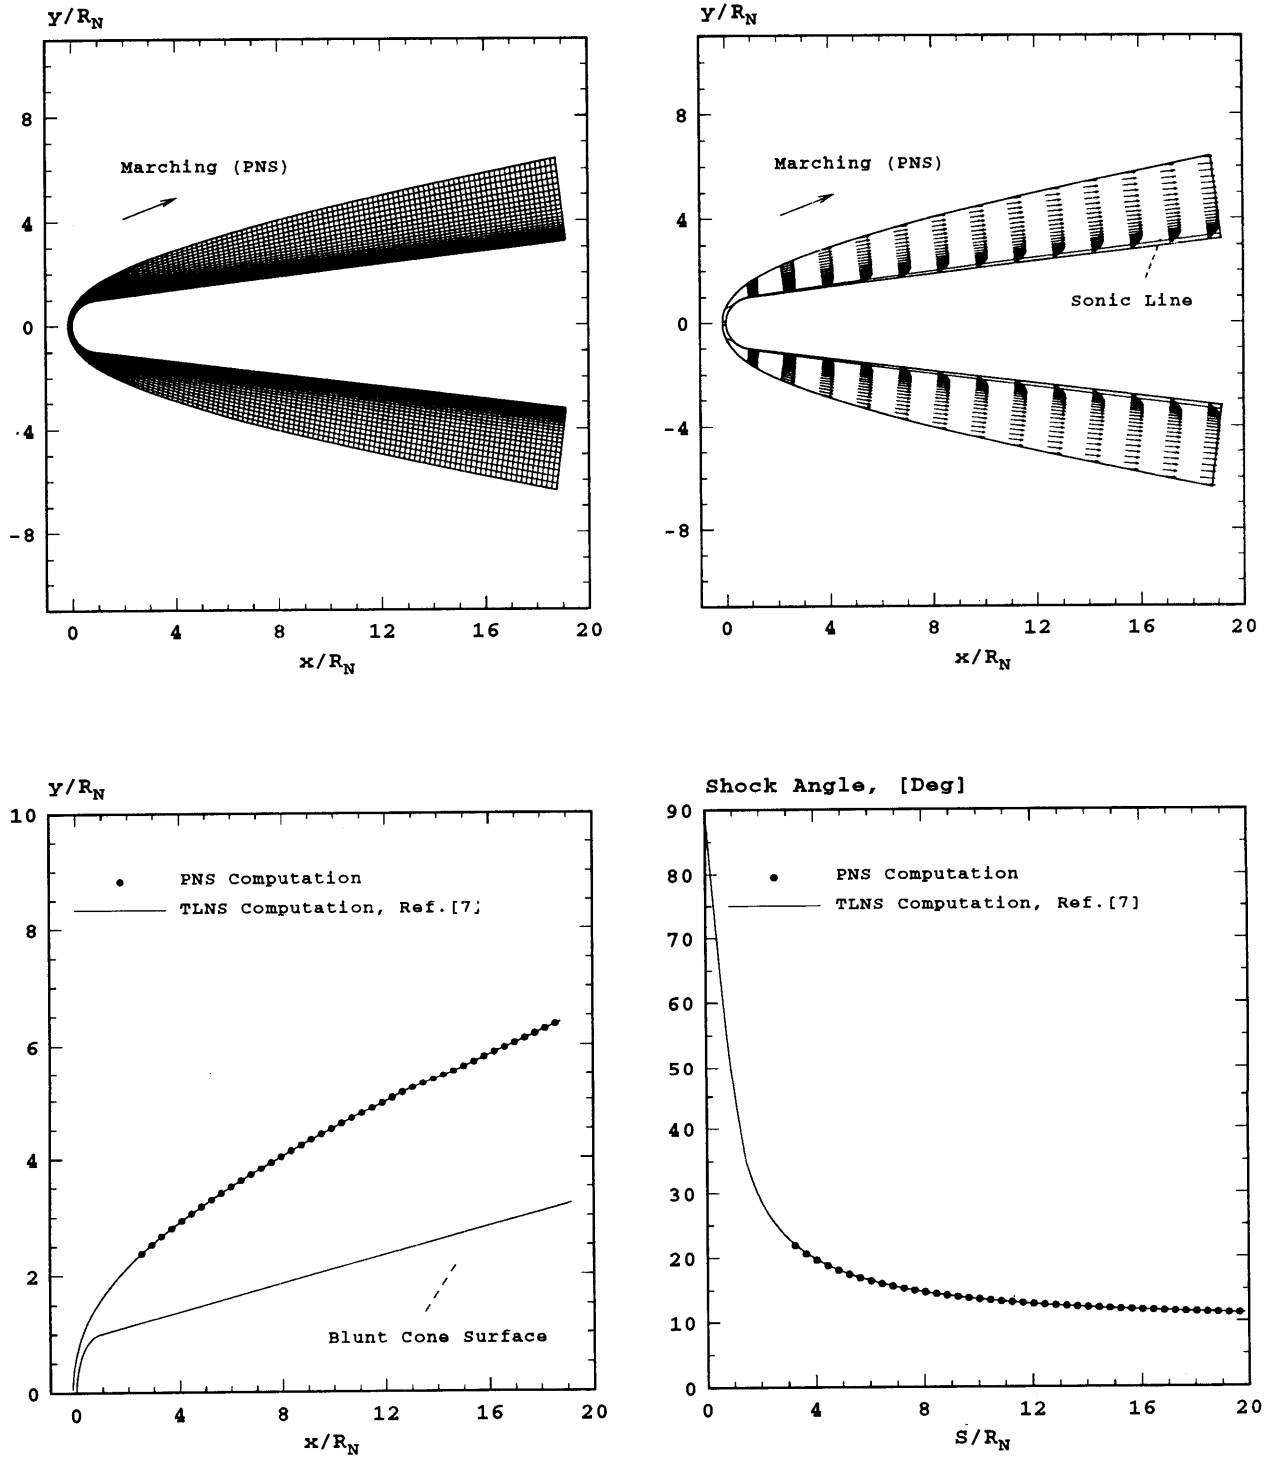 y/R_N
8
4
0
·4
-8
0 4 8 12 16 20
x/R_N
Marching (PNS)
y/R_N
8
4
0
-4
-8
0 4 8 12 16 20
x/R_N
Marching (PNS)
Sonic Line
y/R_N
10
8
6
4
2
0
0 4 8 12 16 20
x/R_N
PNS Computation
TLNS Computation, Ref.[7]
Blunt Cone Surface
Shock Angle, [Deg]
90
80
70
60
50
40
30
20
10
0
0 4 8 12 16 20
S/R_N
PNS Computation
TLNS Computation, Ref.[7]